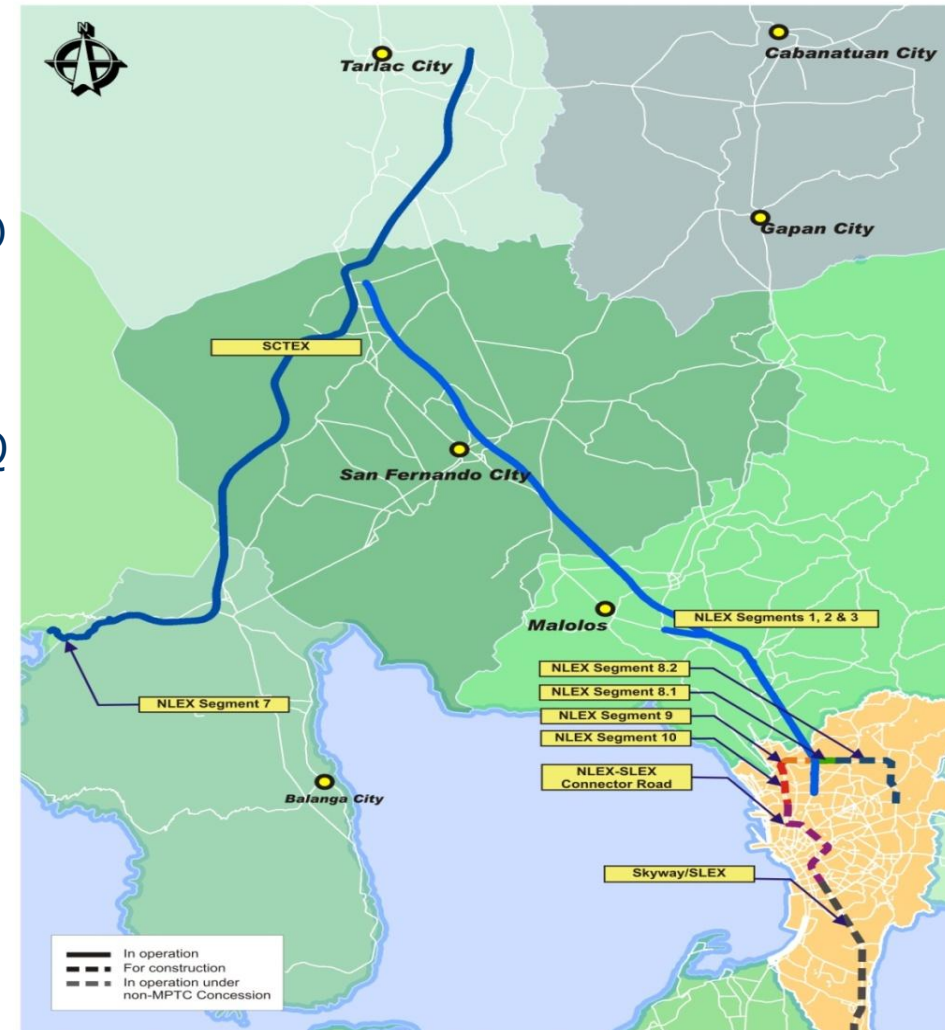 N
Tarlac City
Cabanatuan City
Gapan City
SCTEX
San Fernando CIty
Malolos
NLEX Segments 1, 2 & 3
NLEX Segment 8.2
NLEX Segment 8.1
NLEX Segment 7
NLEX Segment 9
NLEX Segment 10
NLEX-SLEX
Connector Road
Balanga City
Skyway/SLEX
In operation
For construction
In operation under
non-MPTC Concession